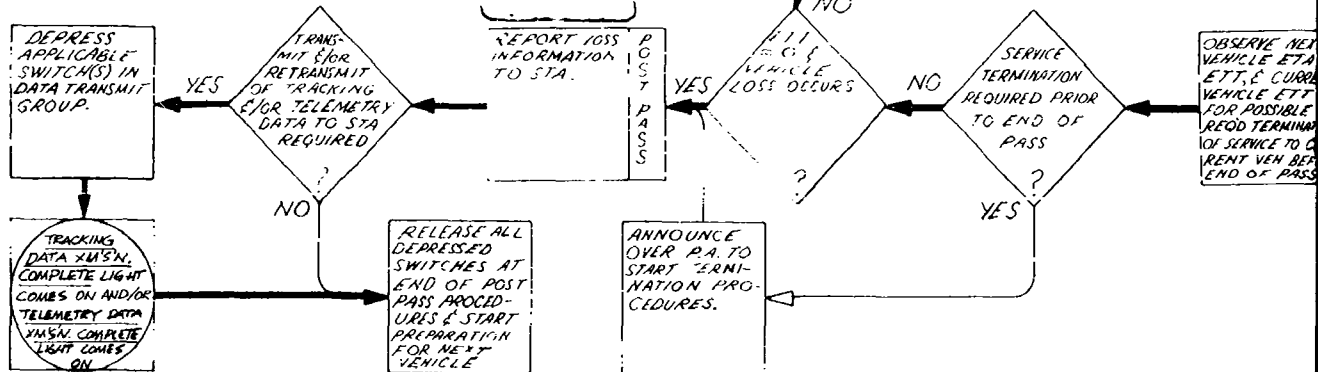 DEPRESS
APPLICABLE
SWITCH(S) IN
DATA TRANSMIT
GROUP.
YES
TRANS-
MIT &/OR
RETRANSMIT
OF TRACKING
&/OR TELEMETRY
DATA TO STA
REQUIRED
?
NO
REPORT LOSS
INFORMATION
TO STA.
POST PASS
YES
NO
VEHICLE
LOSS OCCURS
?
NO
SERVICE
TERMINATION
REQUIRED PRIOR
TO END OF
PASS
?
YES
OBSERVE NEX
VEHICLE ETA
ETT, & CURRE
VEHICLE ETT
FOR POSSIBLE
REQD TERMINA
OF SERVICE TO C
RENT VEH BEF
END OF PASS
TRACKING
DATA XM'S'N.
COMPLETE LIGHT
COMES ON AND/OR
TELEMETRY DATA
XM'S'N COMPLETE
LIGHT COMES
ON
RELEASE ALL
DEPRESSED
SWITCHES AT
END OF POST
PASS PROCED-
URES & START
PREPARATION
FOR NEXT
VEHICLE
ANNOUNCE
OVER P.A. TO
START TERMI-
NATION PRO-
CEDURES.